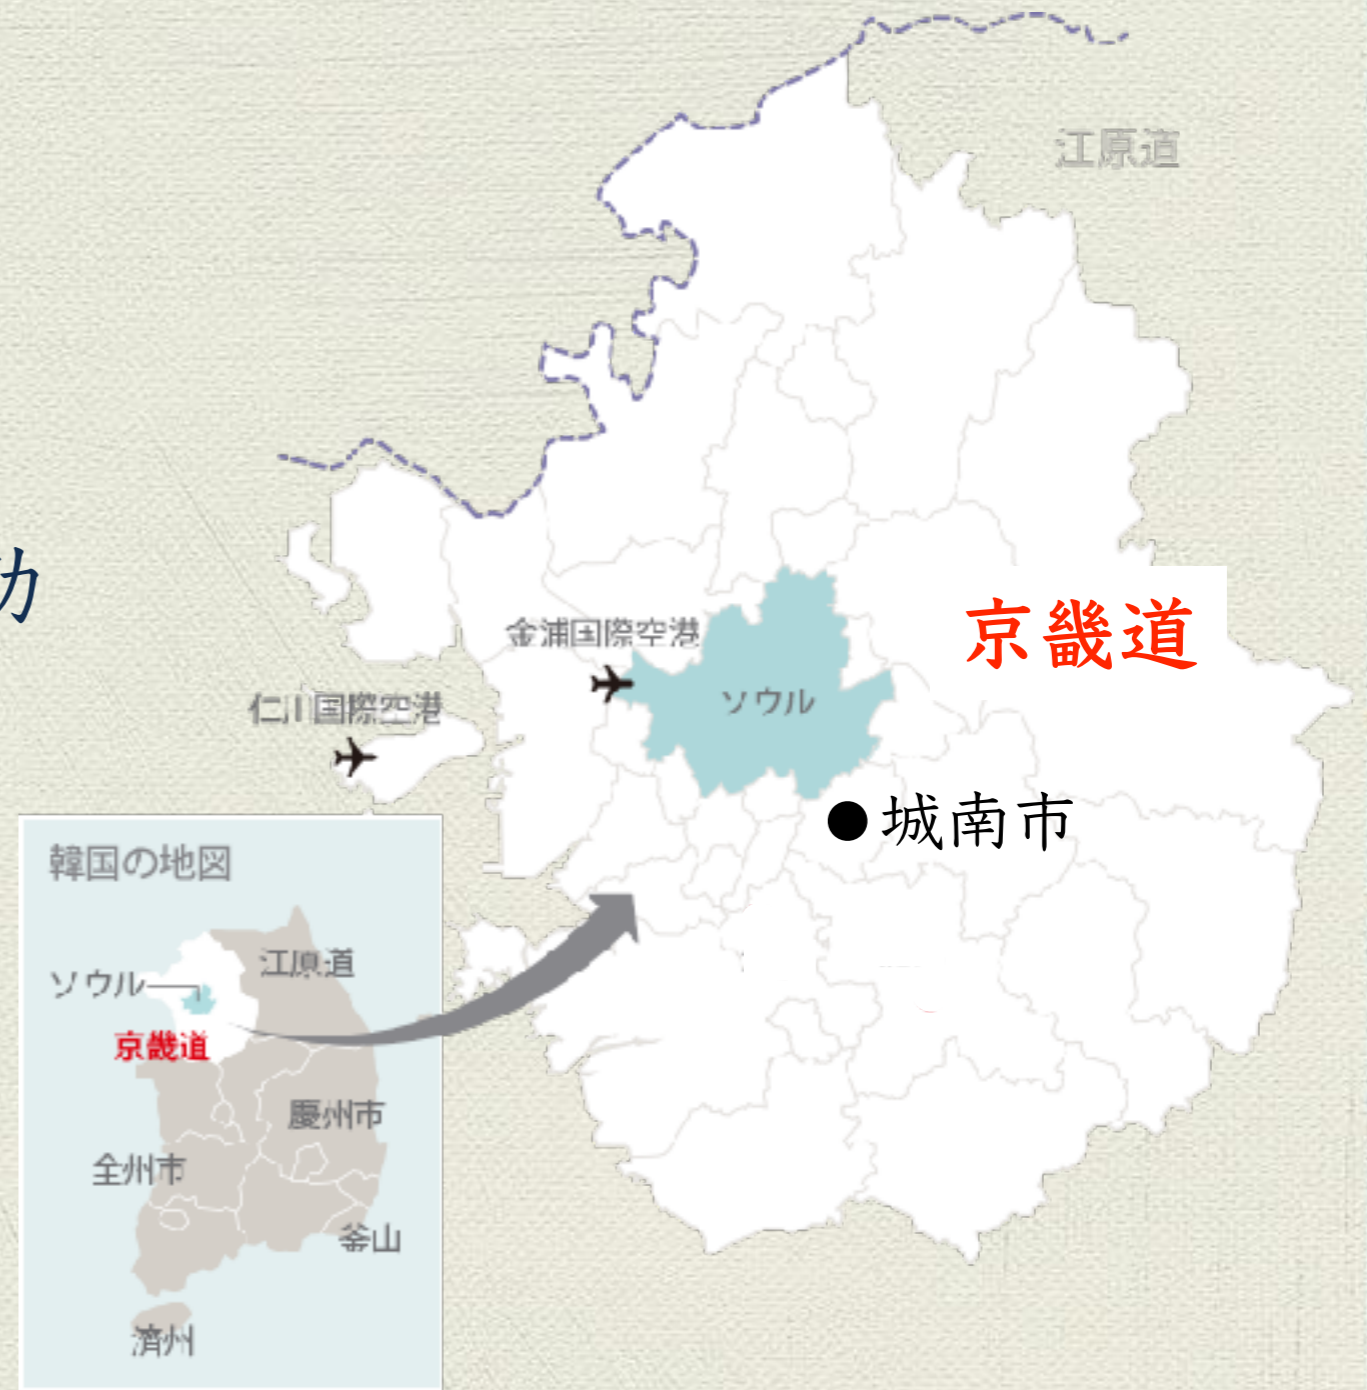 江原道
功
京畿道
金浦国際空港
ソウル
仁川国際空港
城南市
韓国の地図
江原道
ソウル
京畿道
慶州市
全州市
釜山
済州